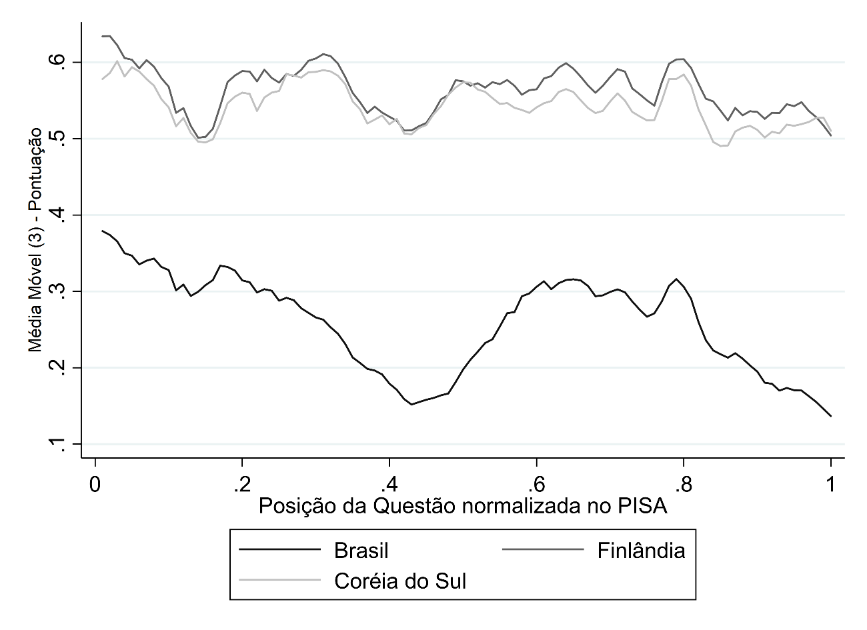 Média Móvel (3) - Pontuação
.6
.5
.4
.3
.2
.1
0 .2 .4 .6 .8 1
Posição da Questão normalizada no PISA
Brasil Finlândia
Coréia do Sul